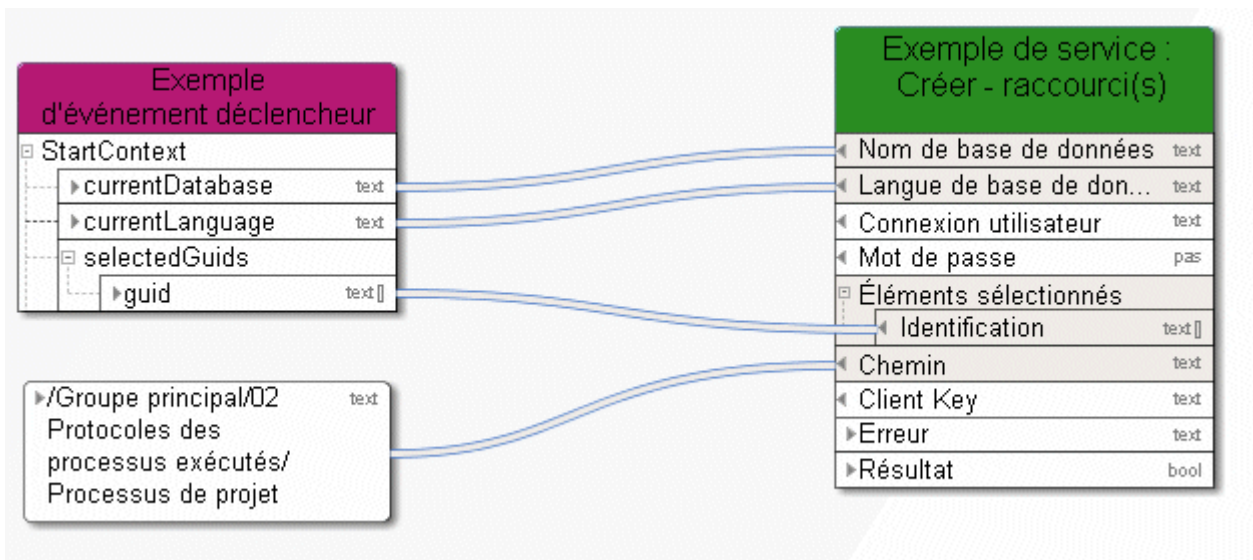 Exemple
d'événement déclencheur
StartContext
currentDatabase text
currentLanguage text
selectedGuids
guid text[]
/Groupe principal/02 text
Protocoles des
processus exécutés/
Processus de projet
Exemple de service :
Créer - raccourci(s)
Nom de base de données text
Langue de base de don... text
Connexion utilisateur text
Mot de passe pas
Éléments sélectionnés
Identification text[]
Chemin text
Client Key text
Erreur text
Résultat bool